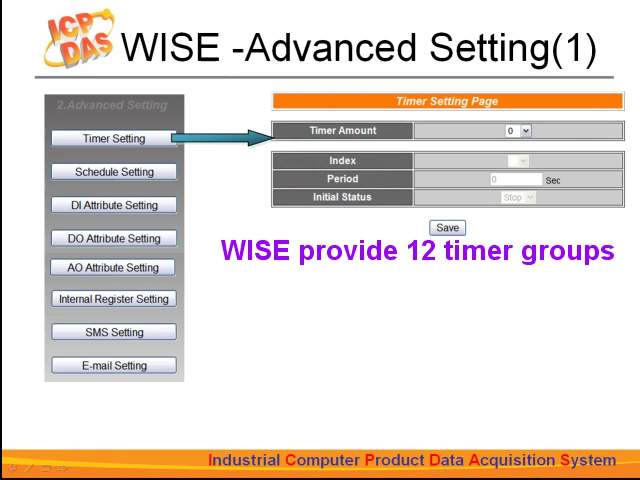 ICP
DAS
WISE -Advanced Setting(1)
2.Advanced Setting
Timer Setting
Schedule Setting
DI Attribute Setting
DO Attribute Setting
AO Attribute Setting
Internal Register Setting
SMS Setting
E-mail Setting
Timer Setting Page
Timer Amount 0
Index
Period 0 Sec
Initial Status Stop
Save
WISE provide 12 timer groups
Industrial Computer Product Data Acquisition System